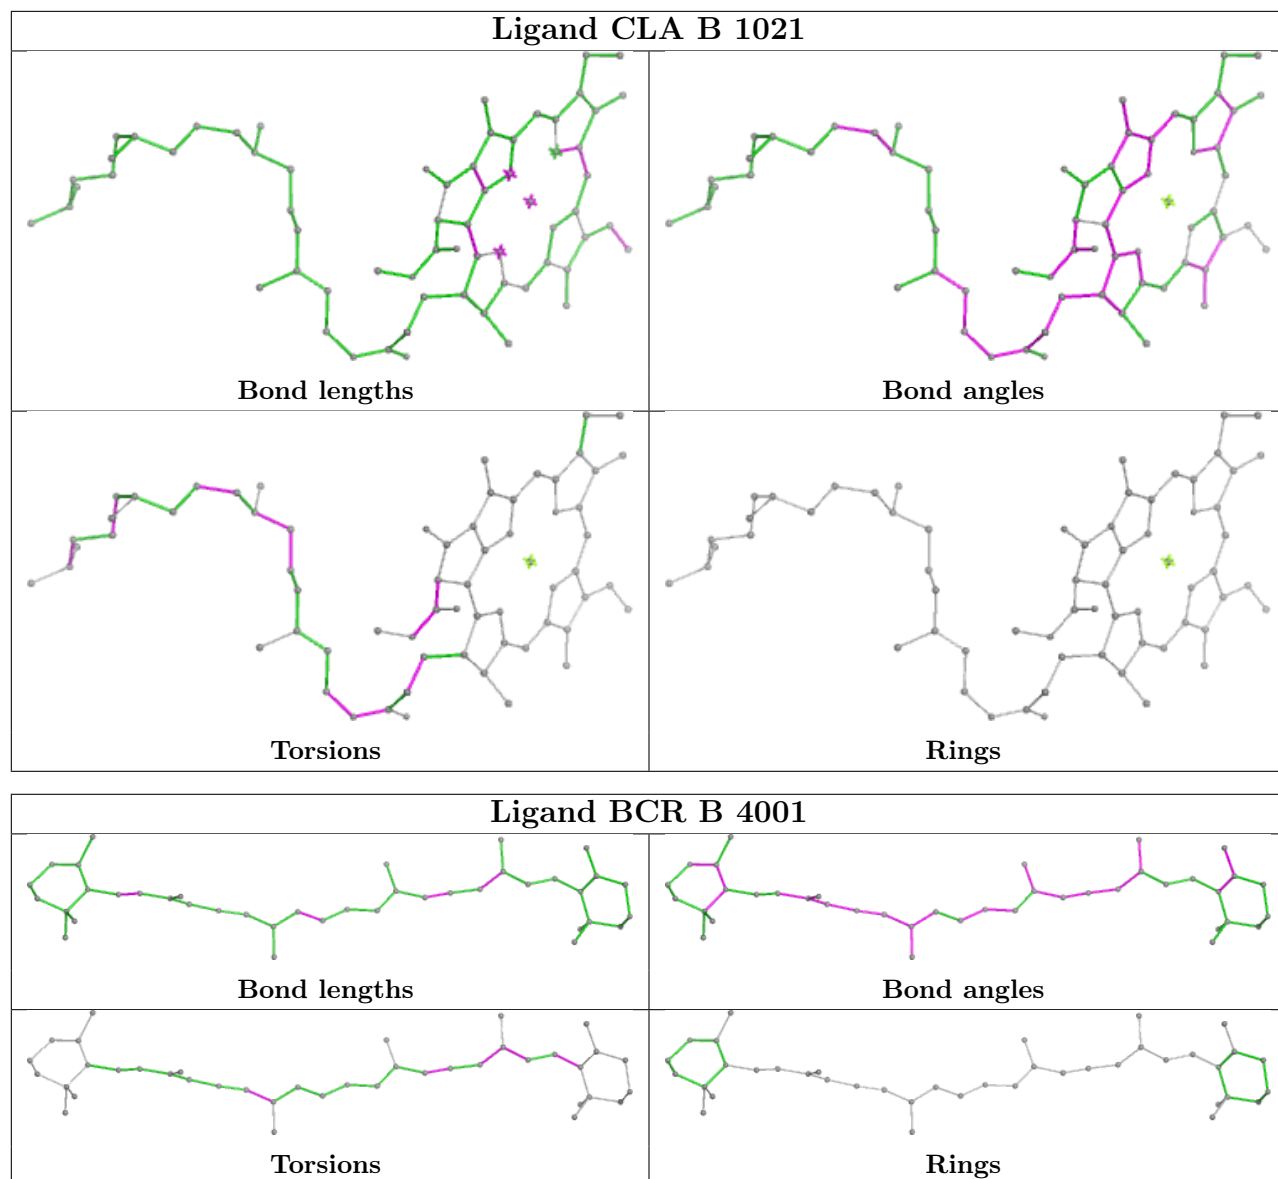 Ligand CLA B 1021
Bond lengths
Bond angles
Torsions
Rings
Ligand BCR B 4001
Bond lengths
Bond angles
Torsions
Rings